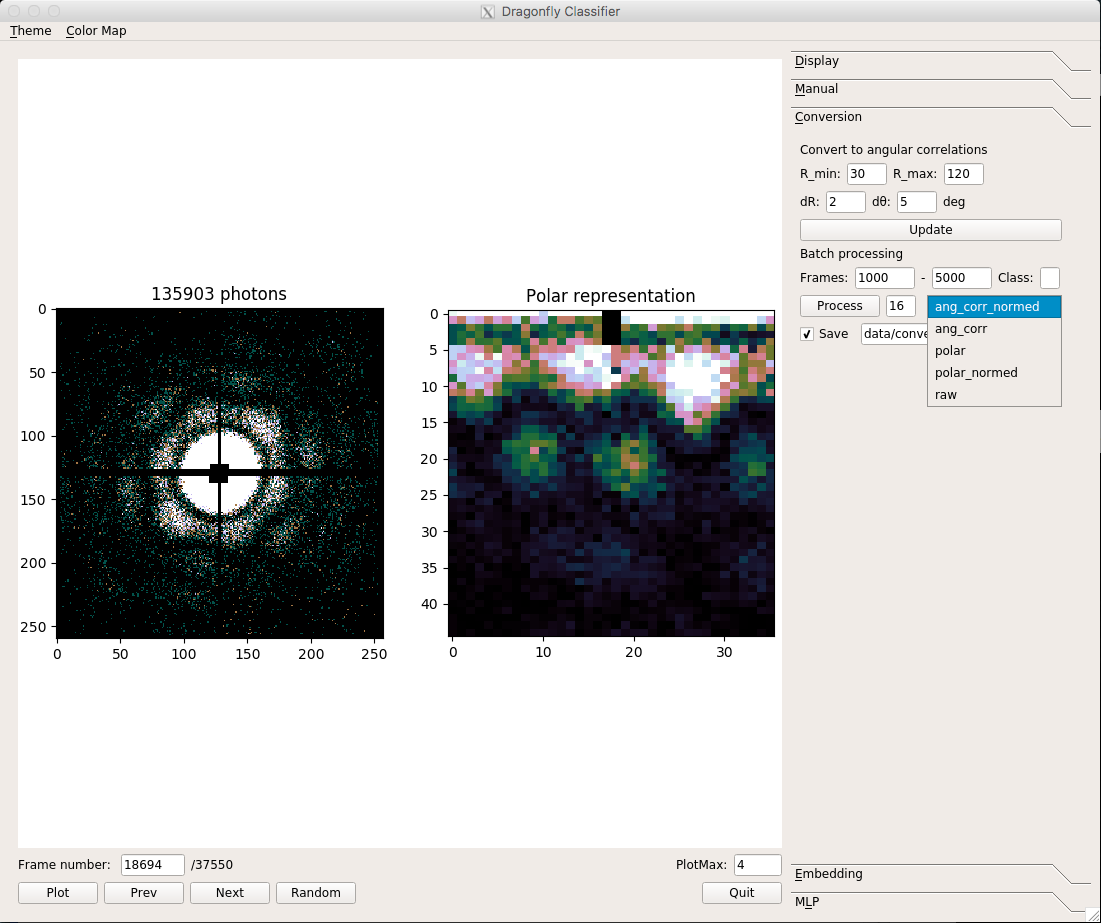 Dragonfly Classifier
Theme Color Map
Display
Manual
Conversion
Convert to angular correlations
R_min: 30 R_max: 120
dR: 2 dθ: 5 deg
Update
Batch processing
Frames: 1000 - 5000 Class:
Process 16 ang_corr_normed
ang_corr
polar
polar_normed
raw
Save data/conve
Embedding
MLP
135903 photons
0
50
100
150
200
250
0 50 100 150 200 250
Polar representation
0
5
10
15
20
25
30
35
40
0 10 20 30
Frame number: 18694 /37550 PlotMax: 4
Plot Prev Next Random Quit